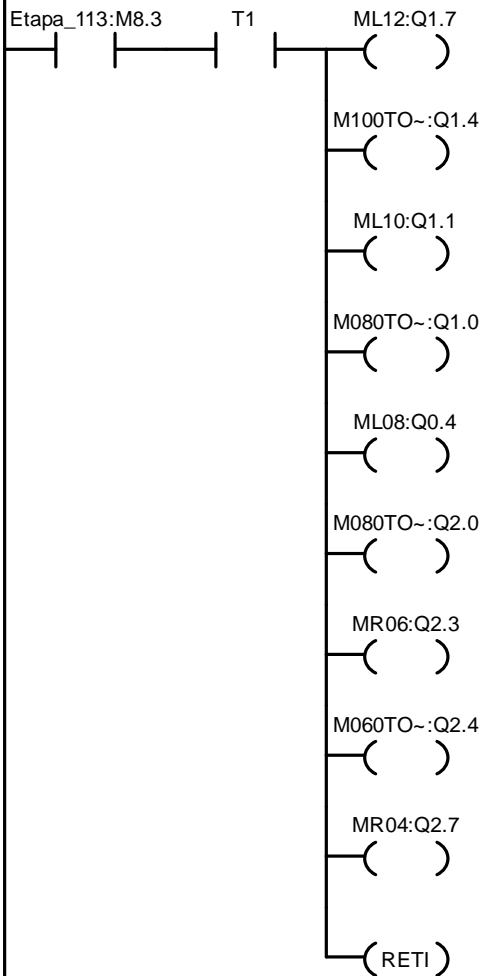 Etapa_113:M8.3 T1 ML12:Q1.7
M100TO~:Q1.4
ML10:Q1.1
M080TO~:Q1.0
ML08:Q0.4
M080TO~:Q2.0
MR06:Q2.3
M060TO~:Q2.4
MR04:Q2.7
RETI